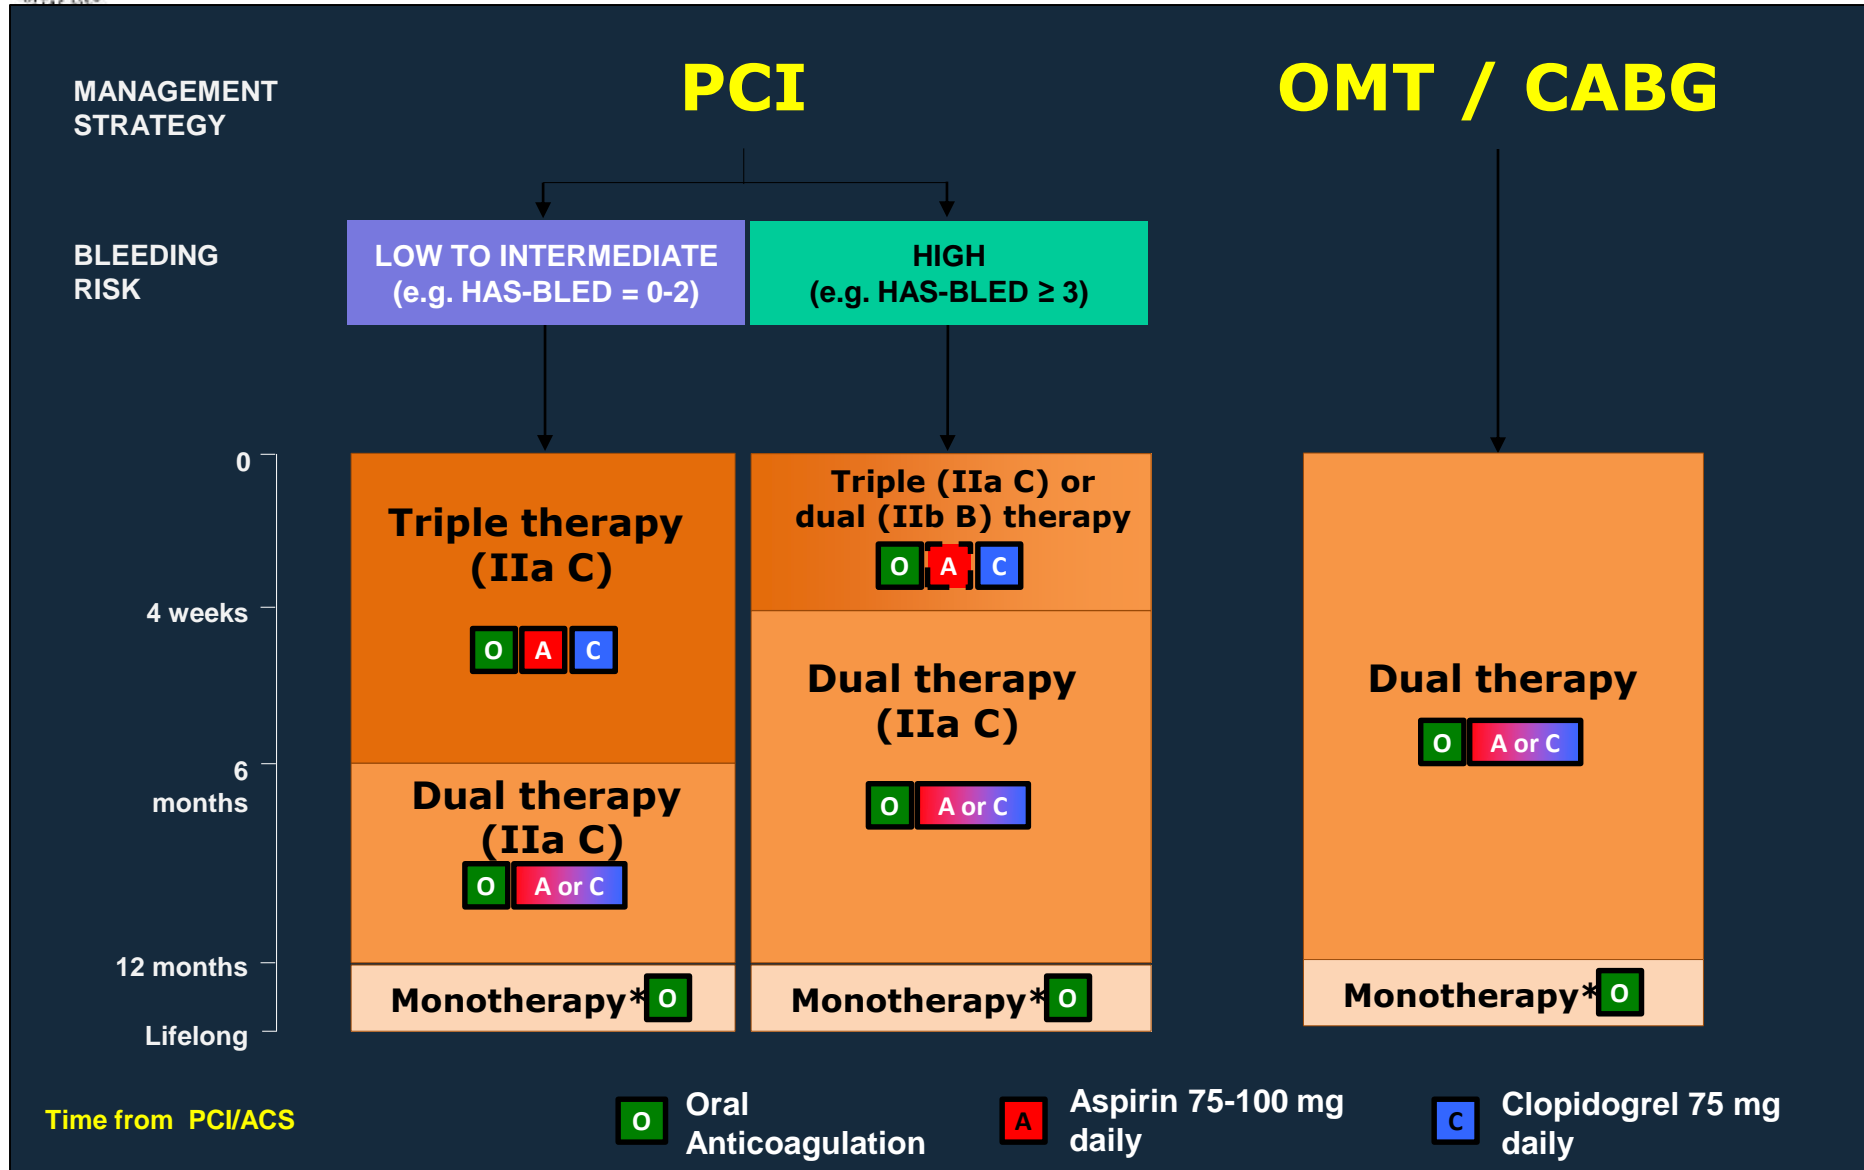 MANAGEMENT
STRATEGY
PCI
OMT / CABG
BLEEDING
RISK
LOW TO INTERMEDIATE
(e.g. HAS-BLED = 0-2)
HIGH
(e.g. HAS-BLED ≥ 3)
0
4 weeks
6
months
12 months
Lifelong
Triple therapy
(IIa C)
O A C
Dual therapy
(IIa C)
O A or C
Monotherapy* O
Triple (IIa C) or
dual (IIb B) therapy
O A C
Dual therapy
(IIa C)
O A or C
Monotherapy* O
Dual therapy
O A or C
Monotherapy* O
Time from PCI/ACS
O Oral
Anticoagulation
A Aspirin 75-100 mg
daily
C Clopidogrel 75 mg
daily